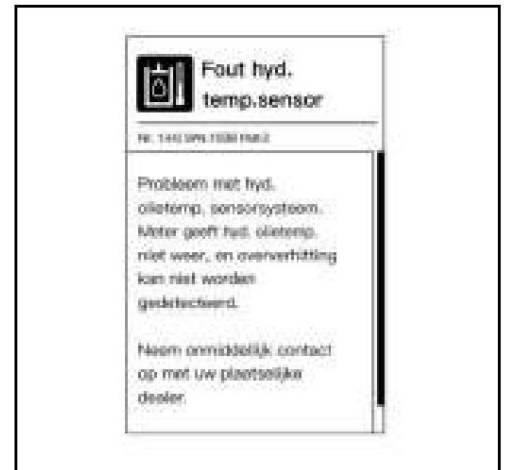 Fout hyd.
temp.sensor
Probleem met hyd.
olietemp. sensorsysteem.
Meter geeft hyd. olietemp.
niet weer, en oververhitting
kan niet worden
gedetecteerd.
Neem onmiddellijk contact
op met uw plaatselijke
dealer.